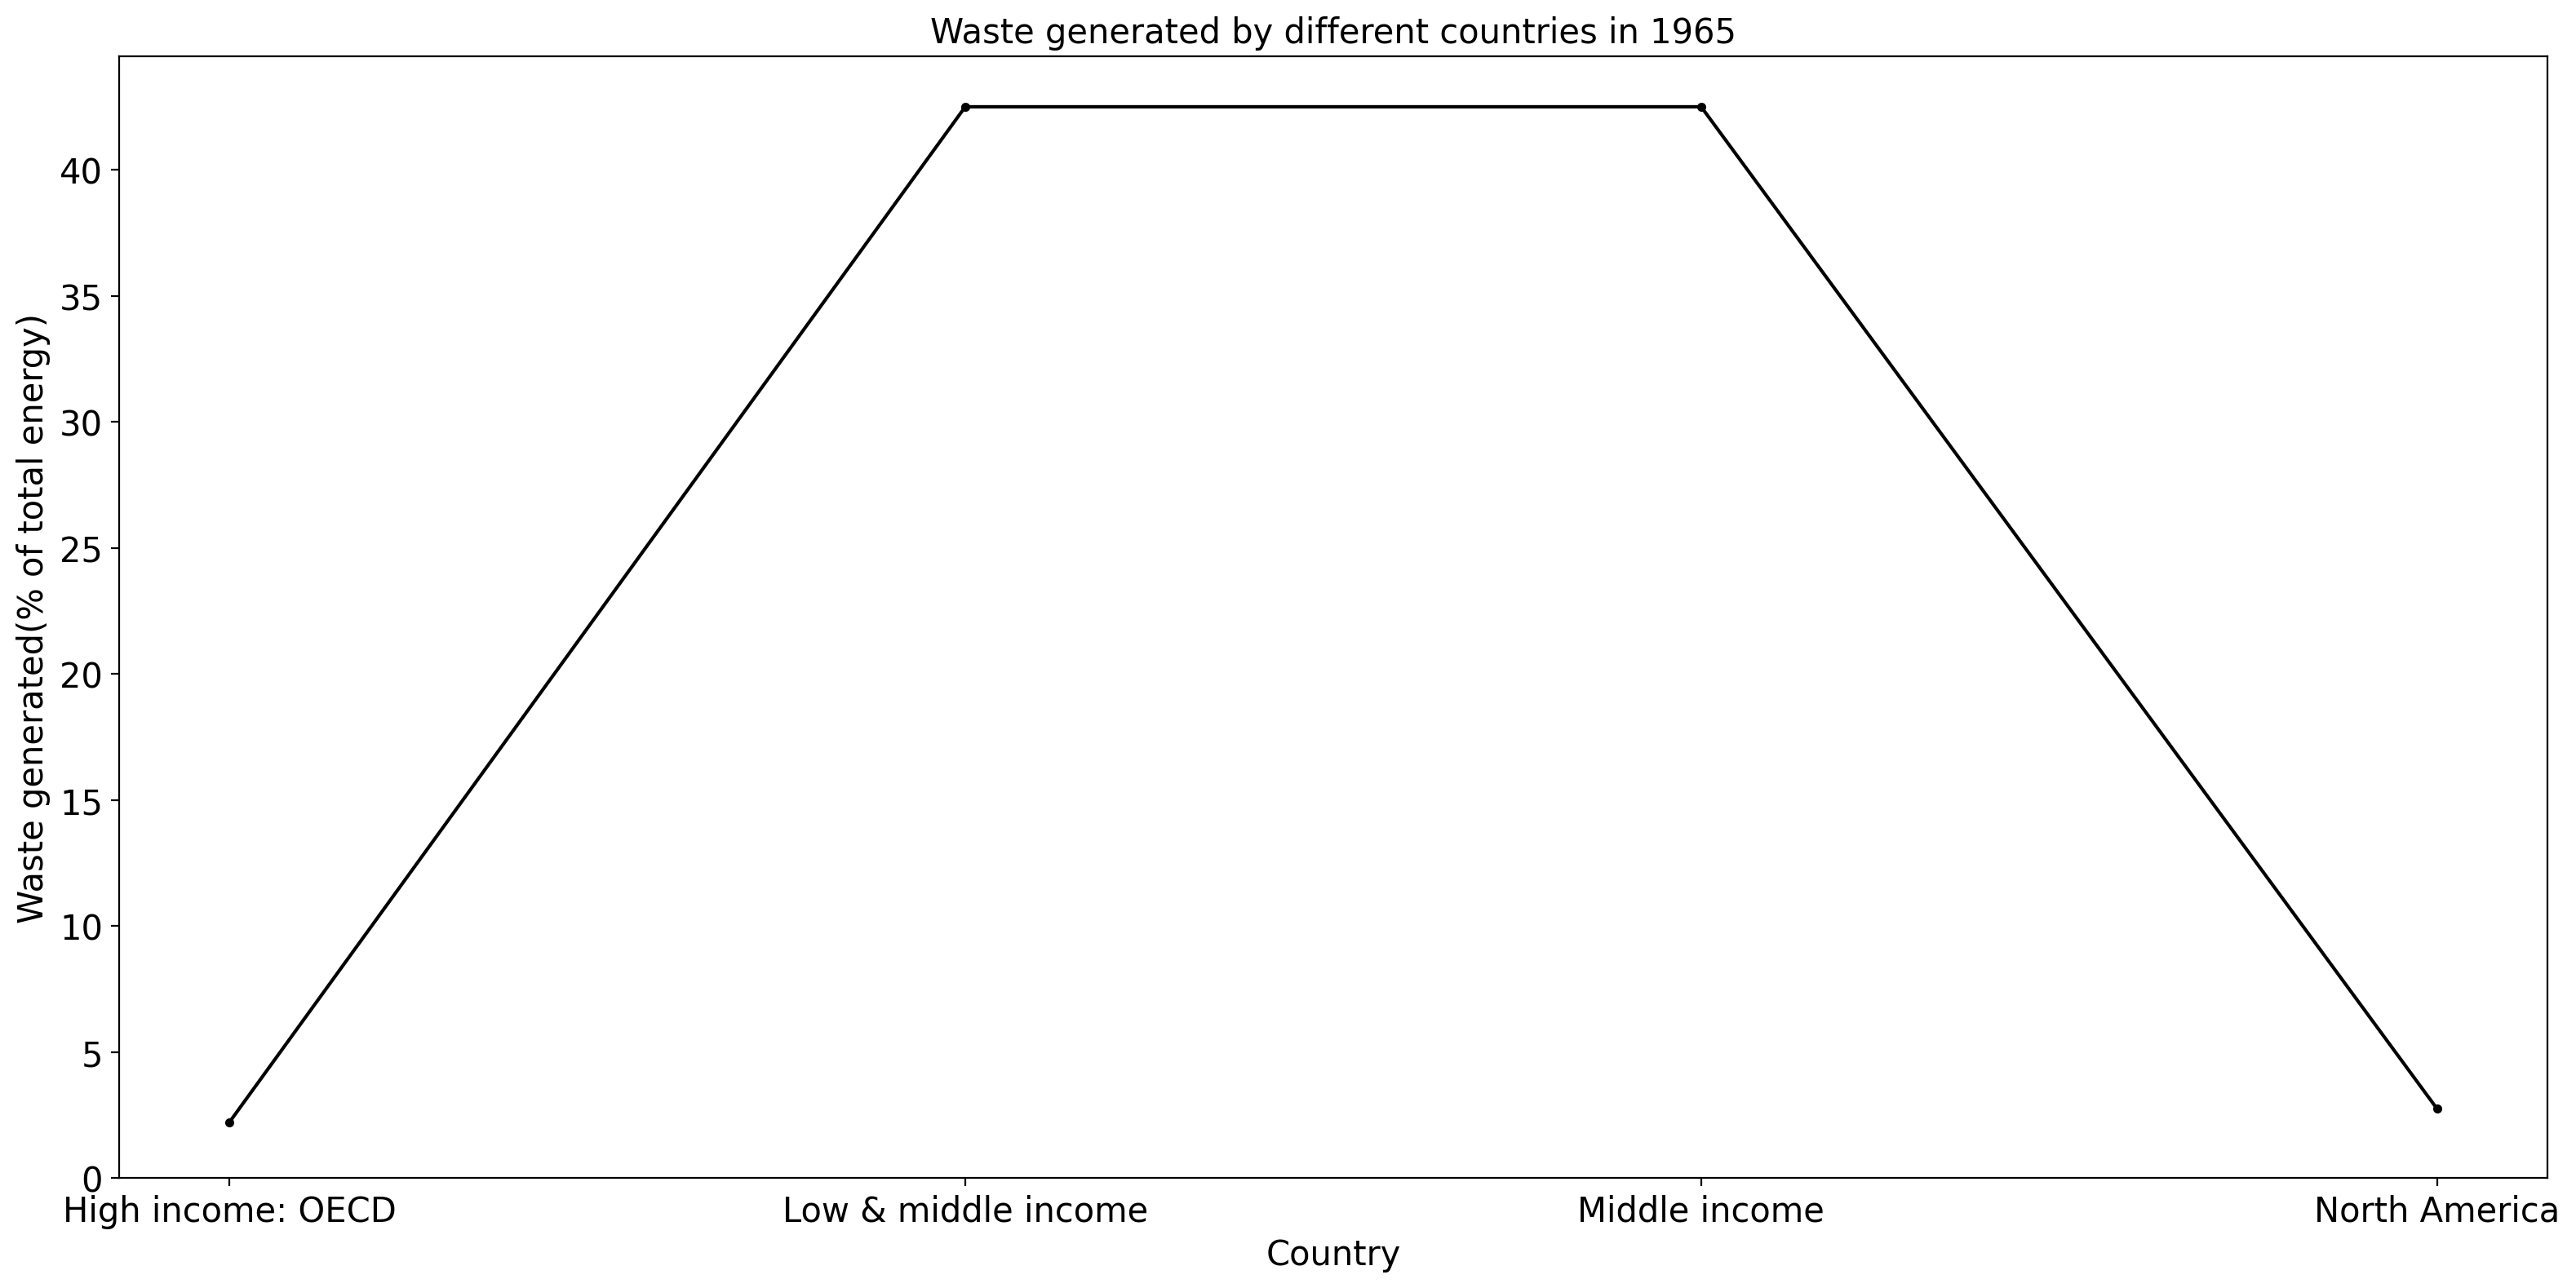 Waste generated by different countries in 1965
Waste generated(% of total energy)
40
35
30
25
20
15
10
5
0
High income: OECD
Low & middle income
Middle income
North America
Country